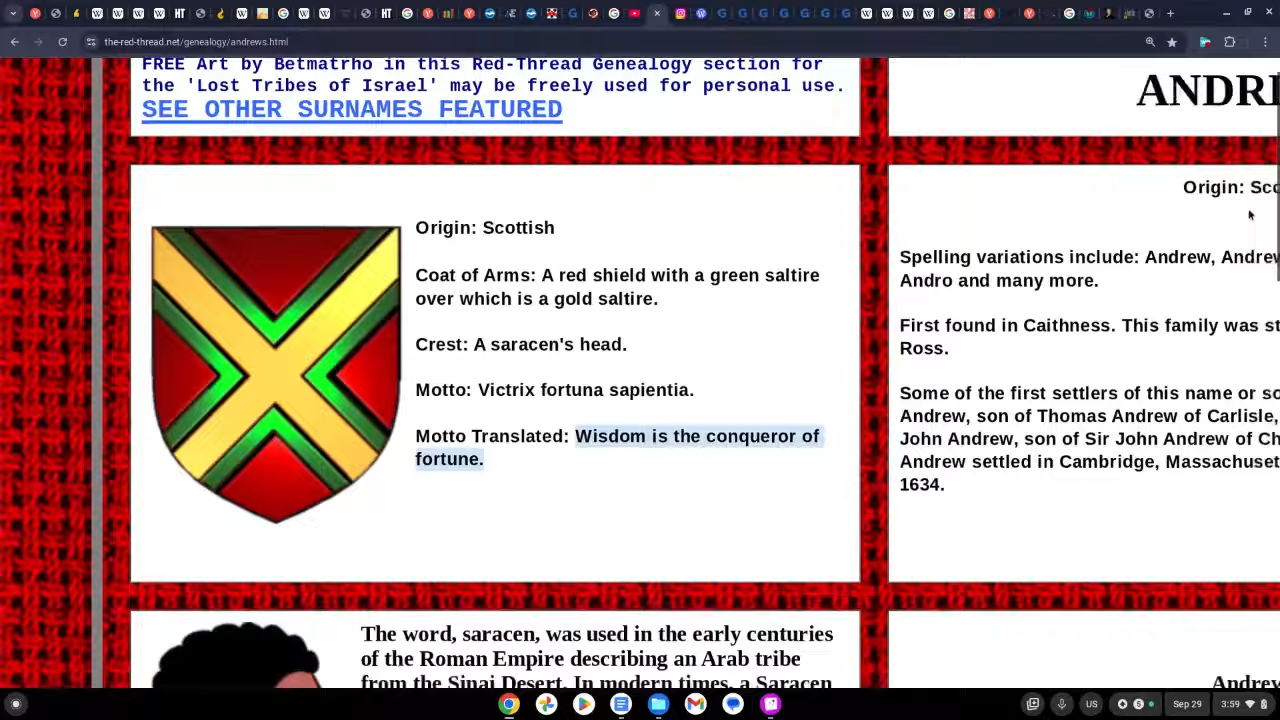 the-red-thread.net/genealogy/andrews.html
FREE Art by Betmatrho in this Red-Thread Genealogy section for
the 'Lost Tribes of Israel' may be freely used for personal use.
SEE OTHER SURNAMES FEATURED
ANDRE
Origin: Scottish
Coat of Arms: A red shield with a green saltire
over which is a gold saltire.
Crest: A saracen's head.
Motto: Victrix fortuna sapientia.
Motto Translated: Wisdom is the conqueror of
fortune.
Origin: Sco
Spelling variations include: Andrew, Andrew
Andro and many more.
First found in Caithness. This family was st
Ross.
Some of the first settlers of this name or so
Andrew, son of Thomas Andrew of Carlisle,
John Andrew, son of Sir John Andrew of Ch
Andrew settled in Cambridge, Massachuset
1634.
The word, saracen, was used in the early centuries
of the Roman Empire describing an Arab tribe
from the Sinai Desert. In modern times, a Saracen
Andrew
US
Sep 29
3:59